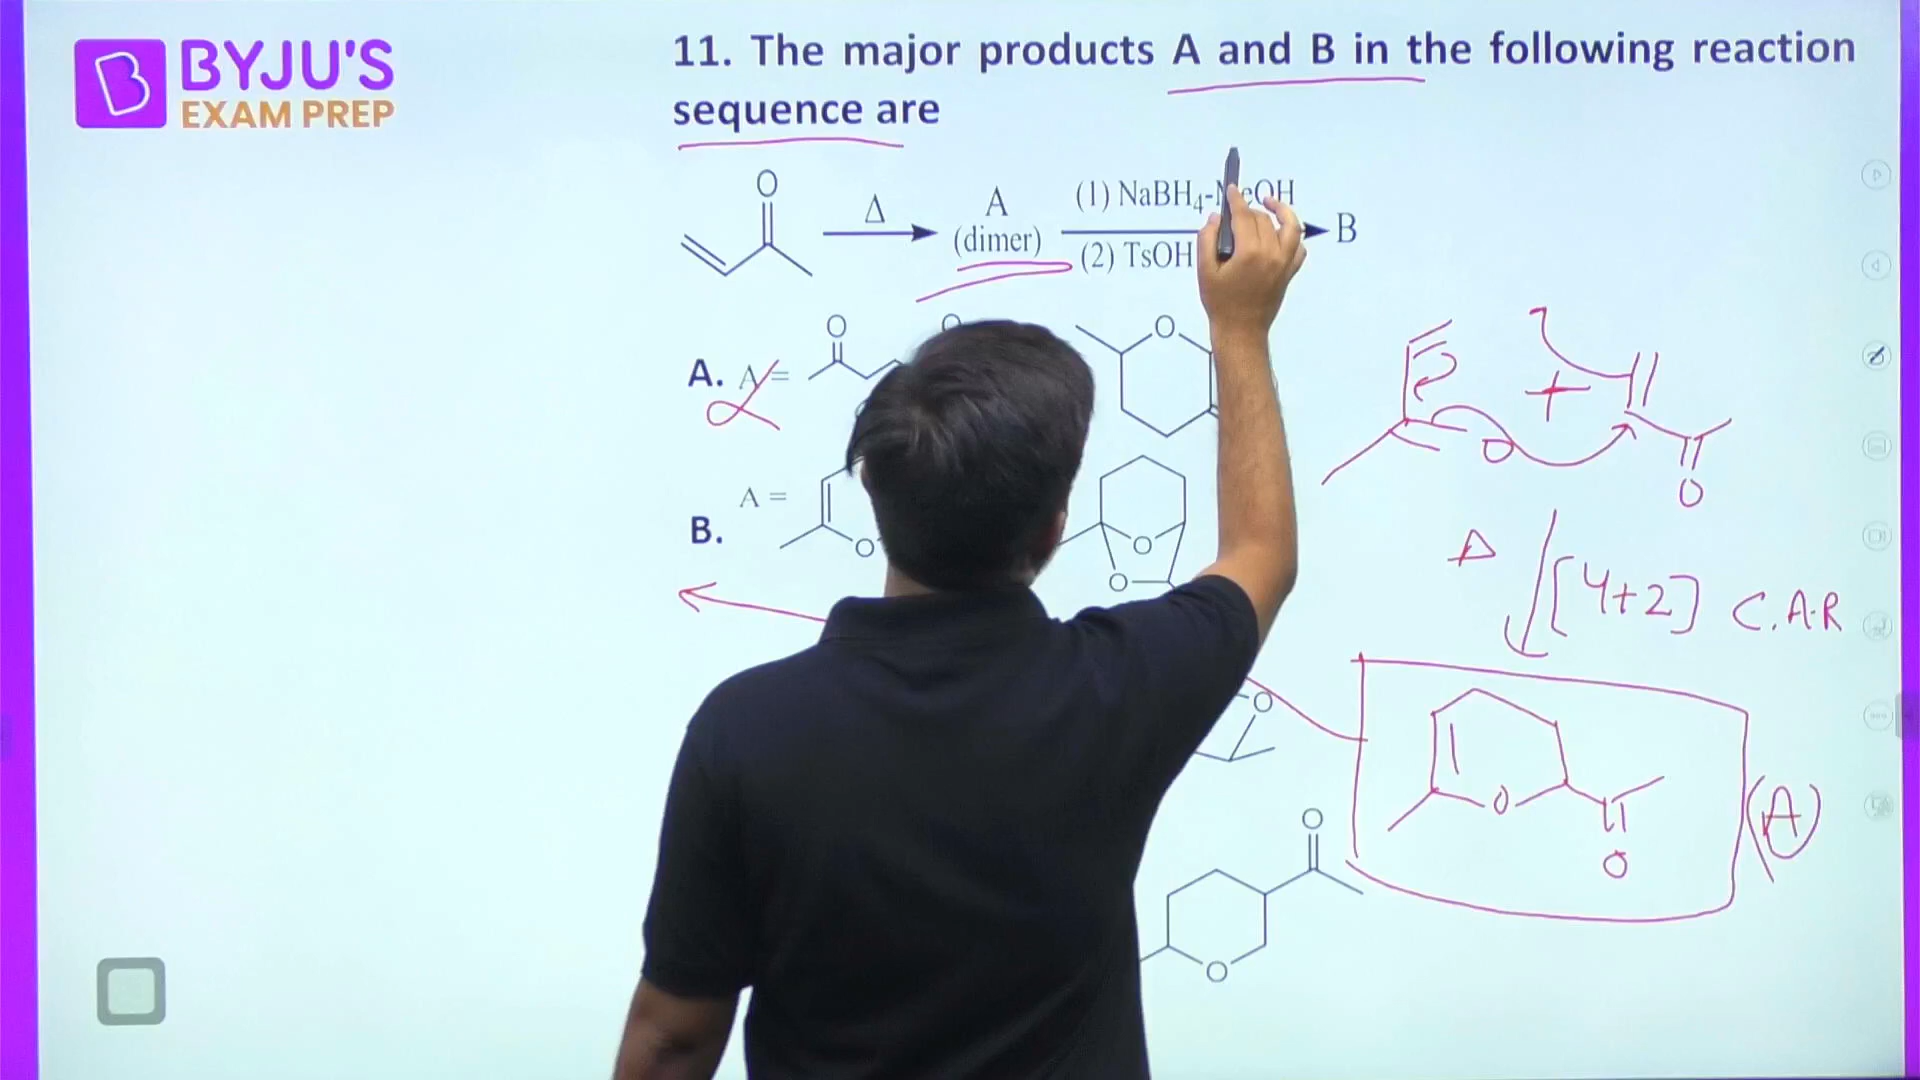 BYJU'S
EXAM PREP
11. The major products A and B in the following reaction
sequence are
O
Δ
A
(dimer)
(1) NaBH4-MeOH
(2) TsOH
B
A. A =
O
O
O
B. A =
O
O
O
O
O
O
+
O
O
Δ
[4+2] C.A.R
O
O
(A)